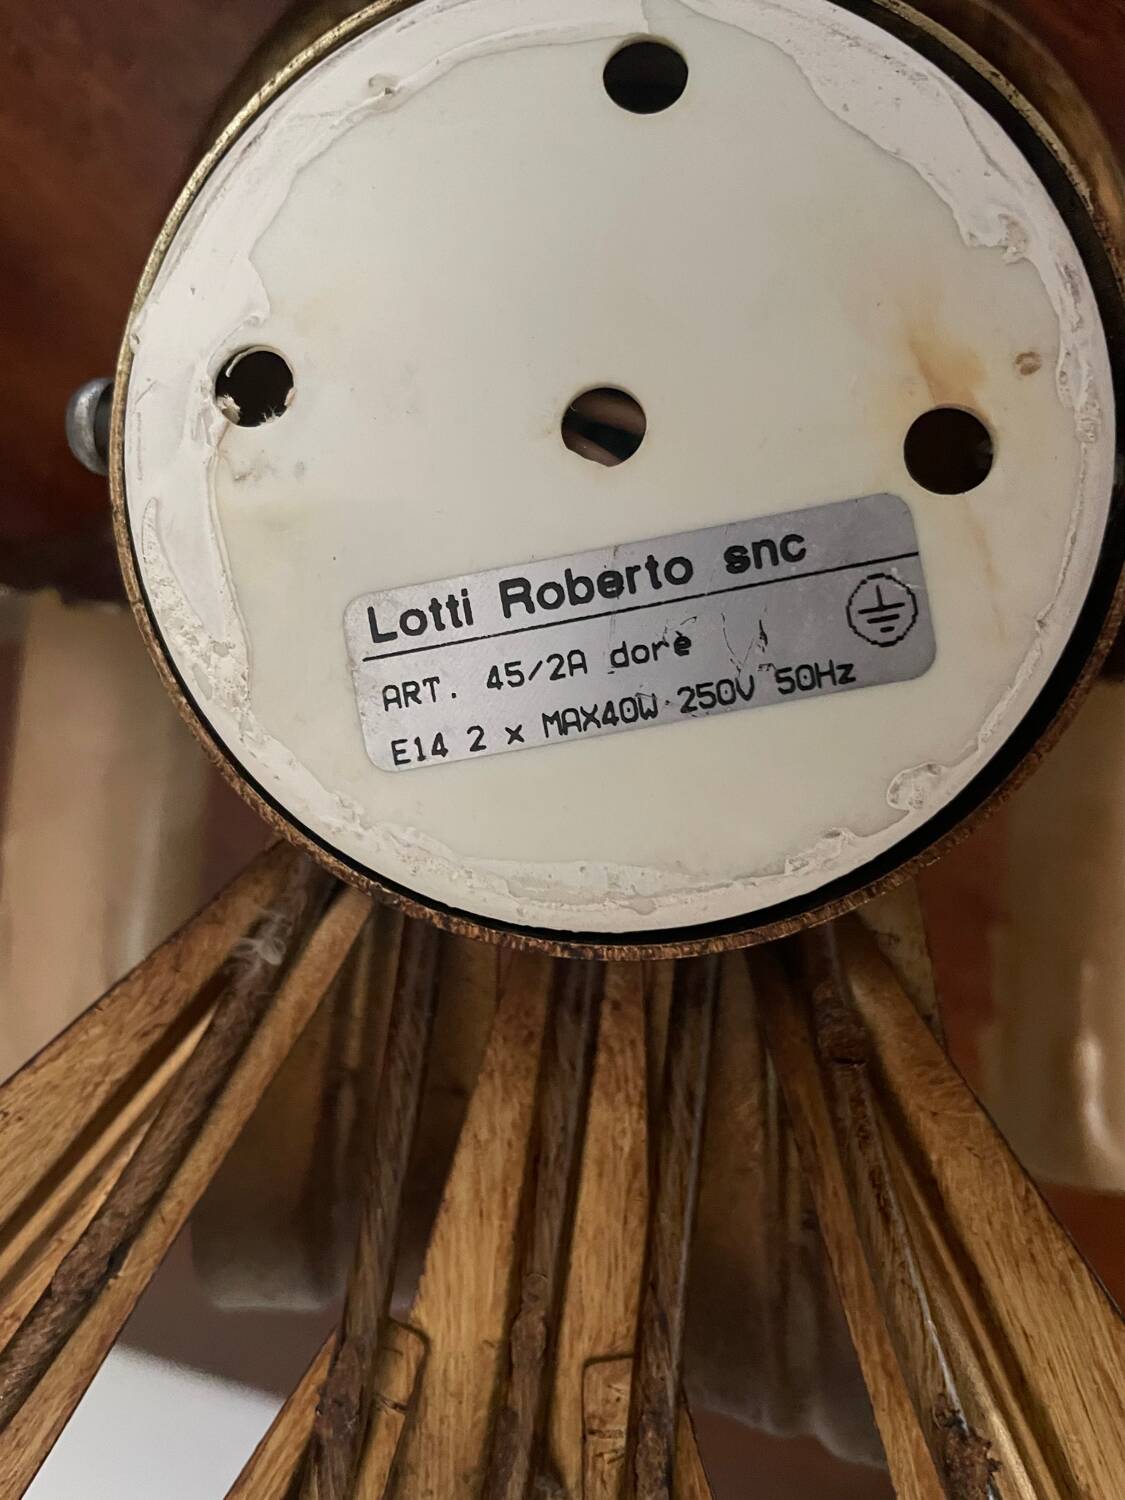 Lotti Roberto snc
ART. 45/2A dorè
E14 2 x MAX40W 250V 50Hz